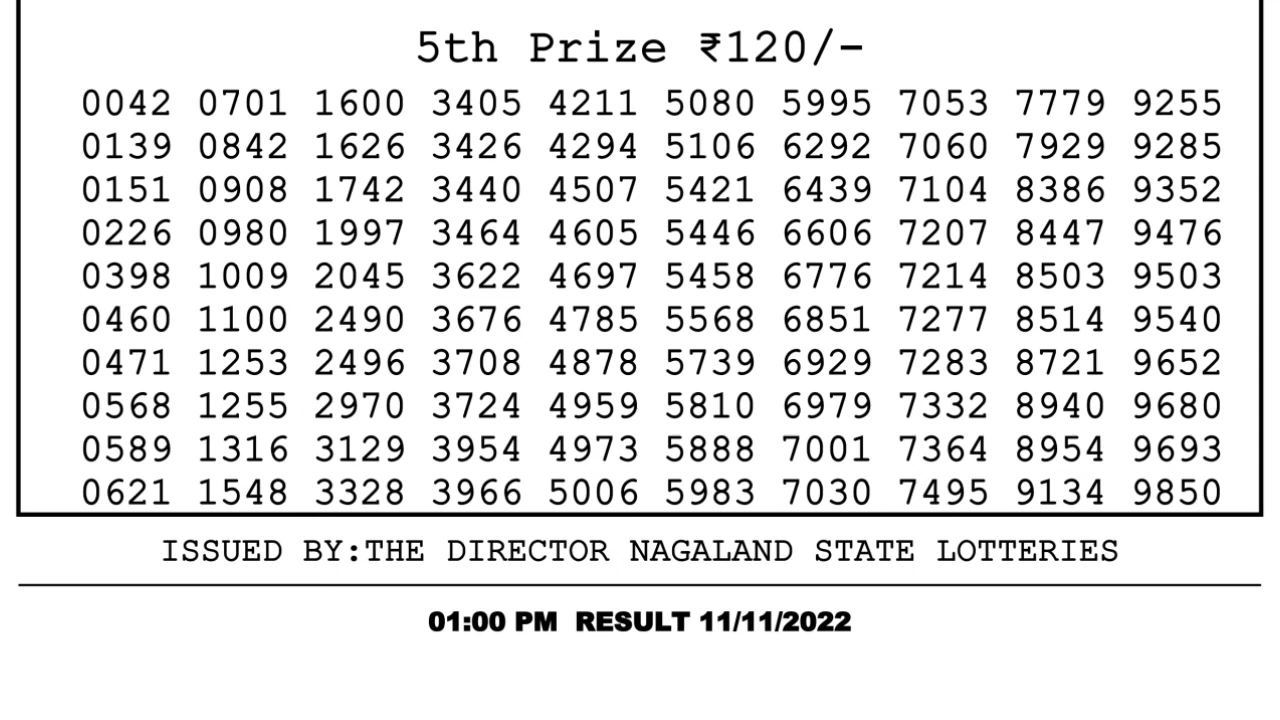 5th Prize ₹120/-
0042 0701 1600 3405 4211 5080 5995 7053 7779 9255
0139 0842 1626 3426 4294 5106 6292 7060 7929 9285
0151 0908 1742 3440 4507 5421 6439 7104 8386 9352
0226 0980 1997 3464 4605 5446 6606 7207 8447 9476
0398 1009 2045 3622 4697 5458 6776 7214 8503 9503
0460 1100 2490 3676 4785 5568 6851 7277 8514 9540
0471 1253 2496 3708 4878 5739 6929 7283 8721 9652
0568 1255 2970 3724 4959 5810 6979 7332 8940 9680
0589 1316 3129 3954 4973 5888 7001 7364 8954 9693
0621 1548 3328 3966 5006 5983 7030 7495 9134 9850
ISSUED BY:THE DIRECTOR NAGALAND STATE LOTTERIES
01:00 PM RESULT 11/11/2022